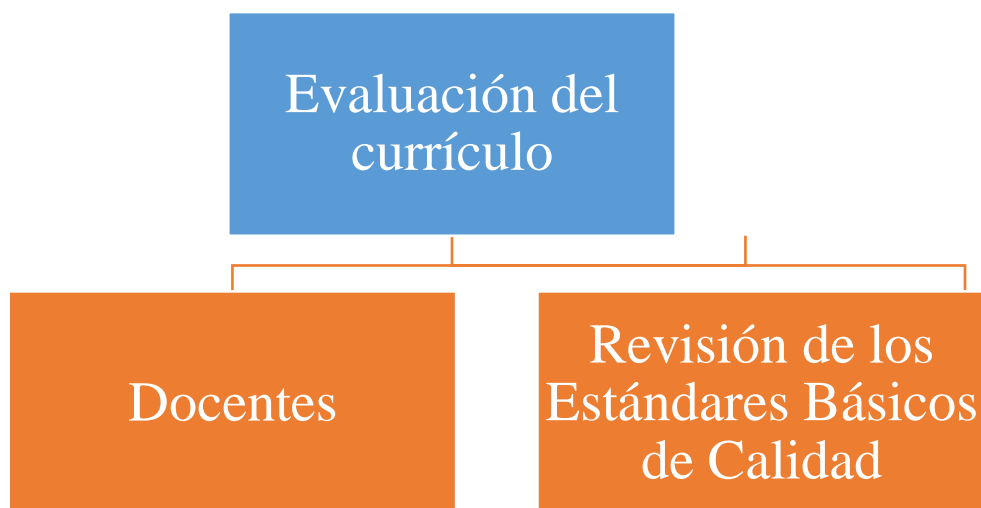 Evaluación del
currículo
Docentes
Revisión de los
Estándares Básicos
de Calidad